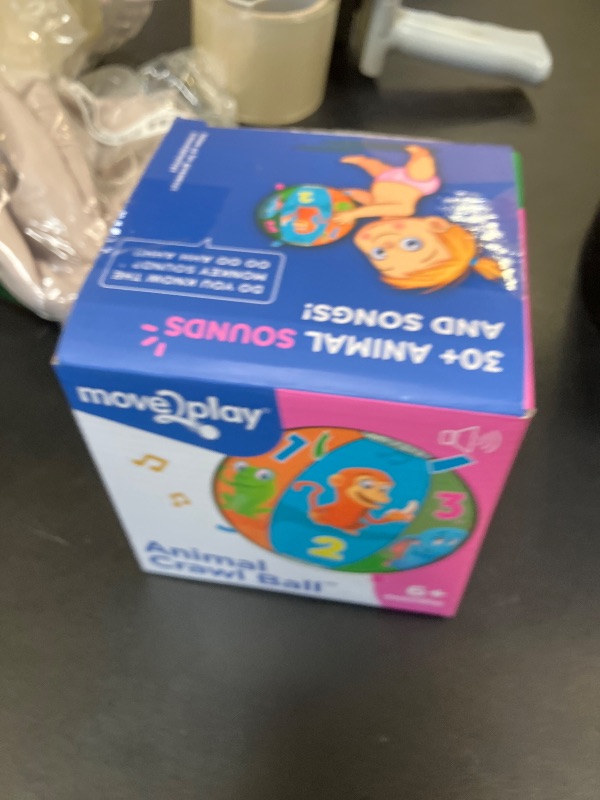 30+ ANIMAL SOUNDS
AND SONGS!
DO YOU KNOW THE
MONKEY SOUND?
OO OO AHH AHH!
move2play
1
2
3
Animal
Crawl Ball™
6+